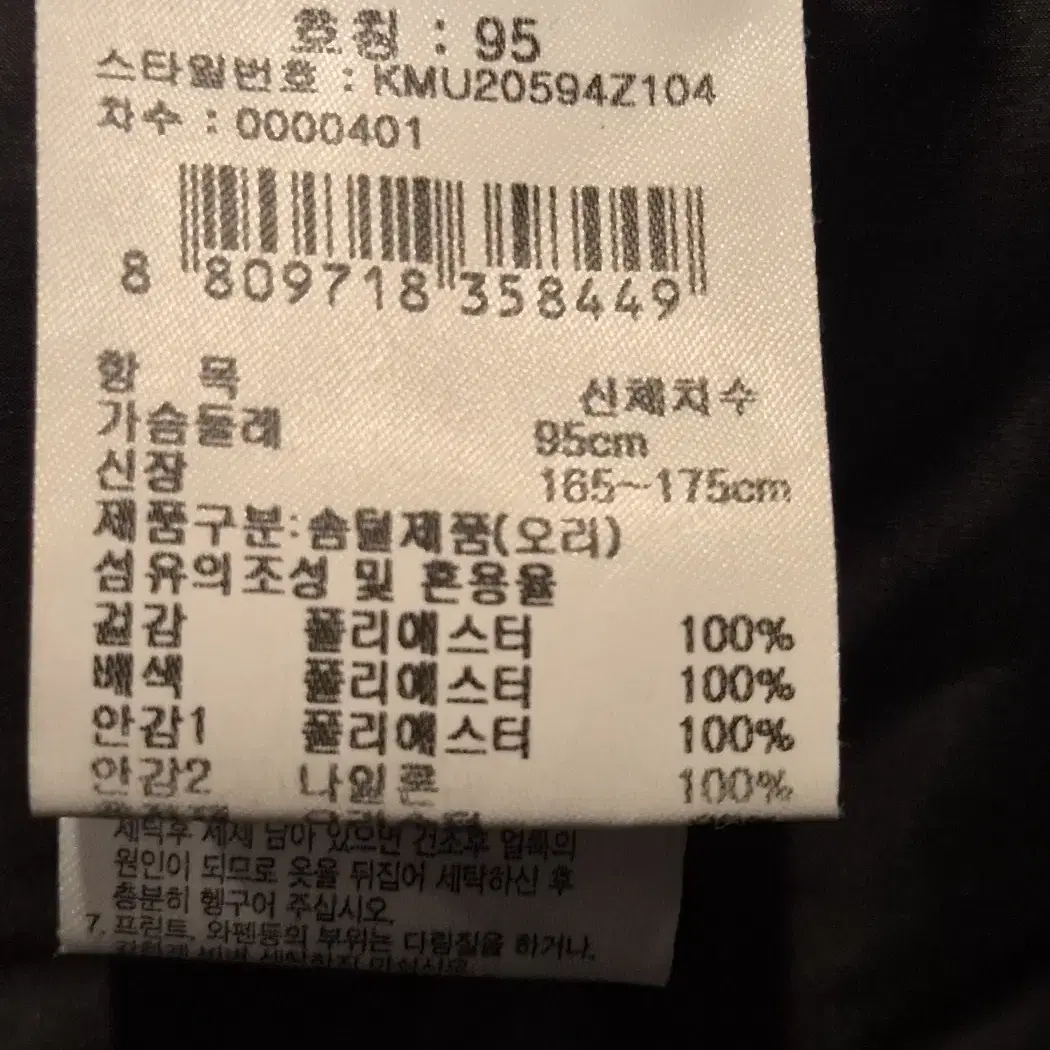 호칭 : 95
스타일번호 : KMU20594Z104
차수 : 0000401
8 809718 358449
항 목 신체치수
가슴둘레 95cm
신장 165~175cm
제품구분:솜털제품(오리)
섬유의조성 및 혼용율
겉감 폴리에스터 100%
배색 폴리에스터 100%
안감1 폴리에스터 100%
안감2 나일론 100%
세탁후 세제 남아 있으면 건조후 얼룩의
원인이 되므로 옷을 뒤집어 세탁하신 후
충분히 헹구어 주십시오.
7. 프린트, 와펜등의 부위는 다림질을 하거나,